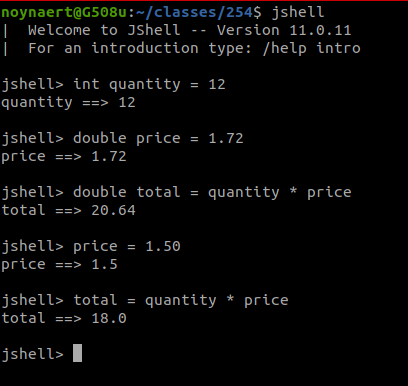 noynaert@G508u:~/classes/254$ jshell
|  Welcome to JShell -- Version 11.0.11
|  For an introduction type: /help intro
jshell> int quantity = 12
quantity ==> 12
jshell> double price = 1.72
price ==> 1.72
jshell> double total = quantity * price
total ==> 20.64
jshell> price = 1.50
price ==> 1.5
jshell> total = quantity * price
total ==> 18.0
jshell>